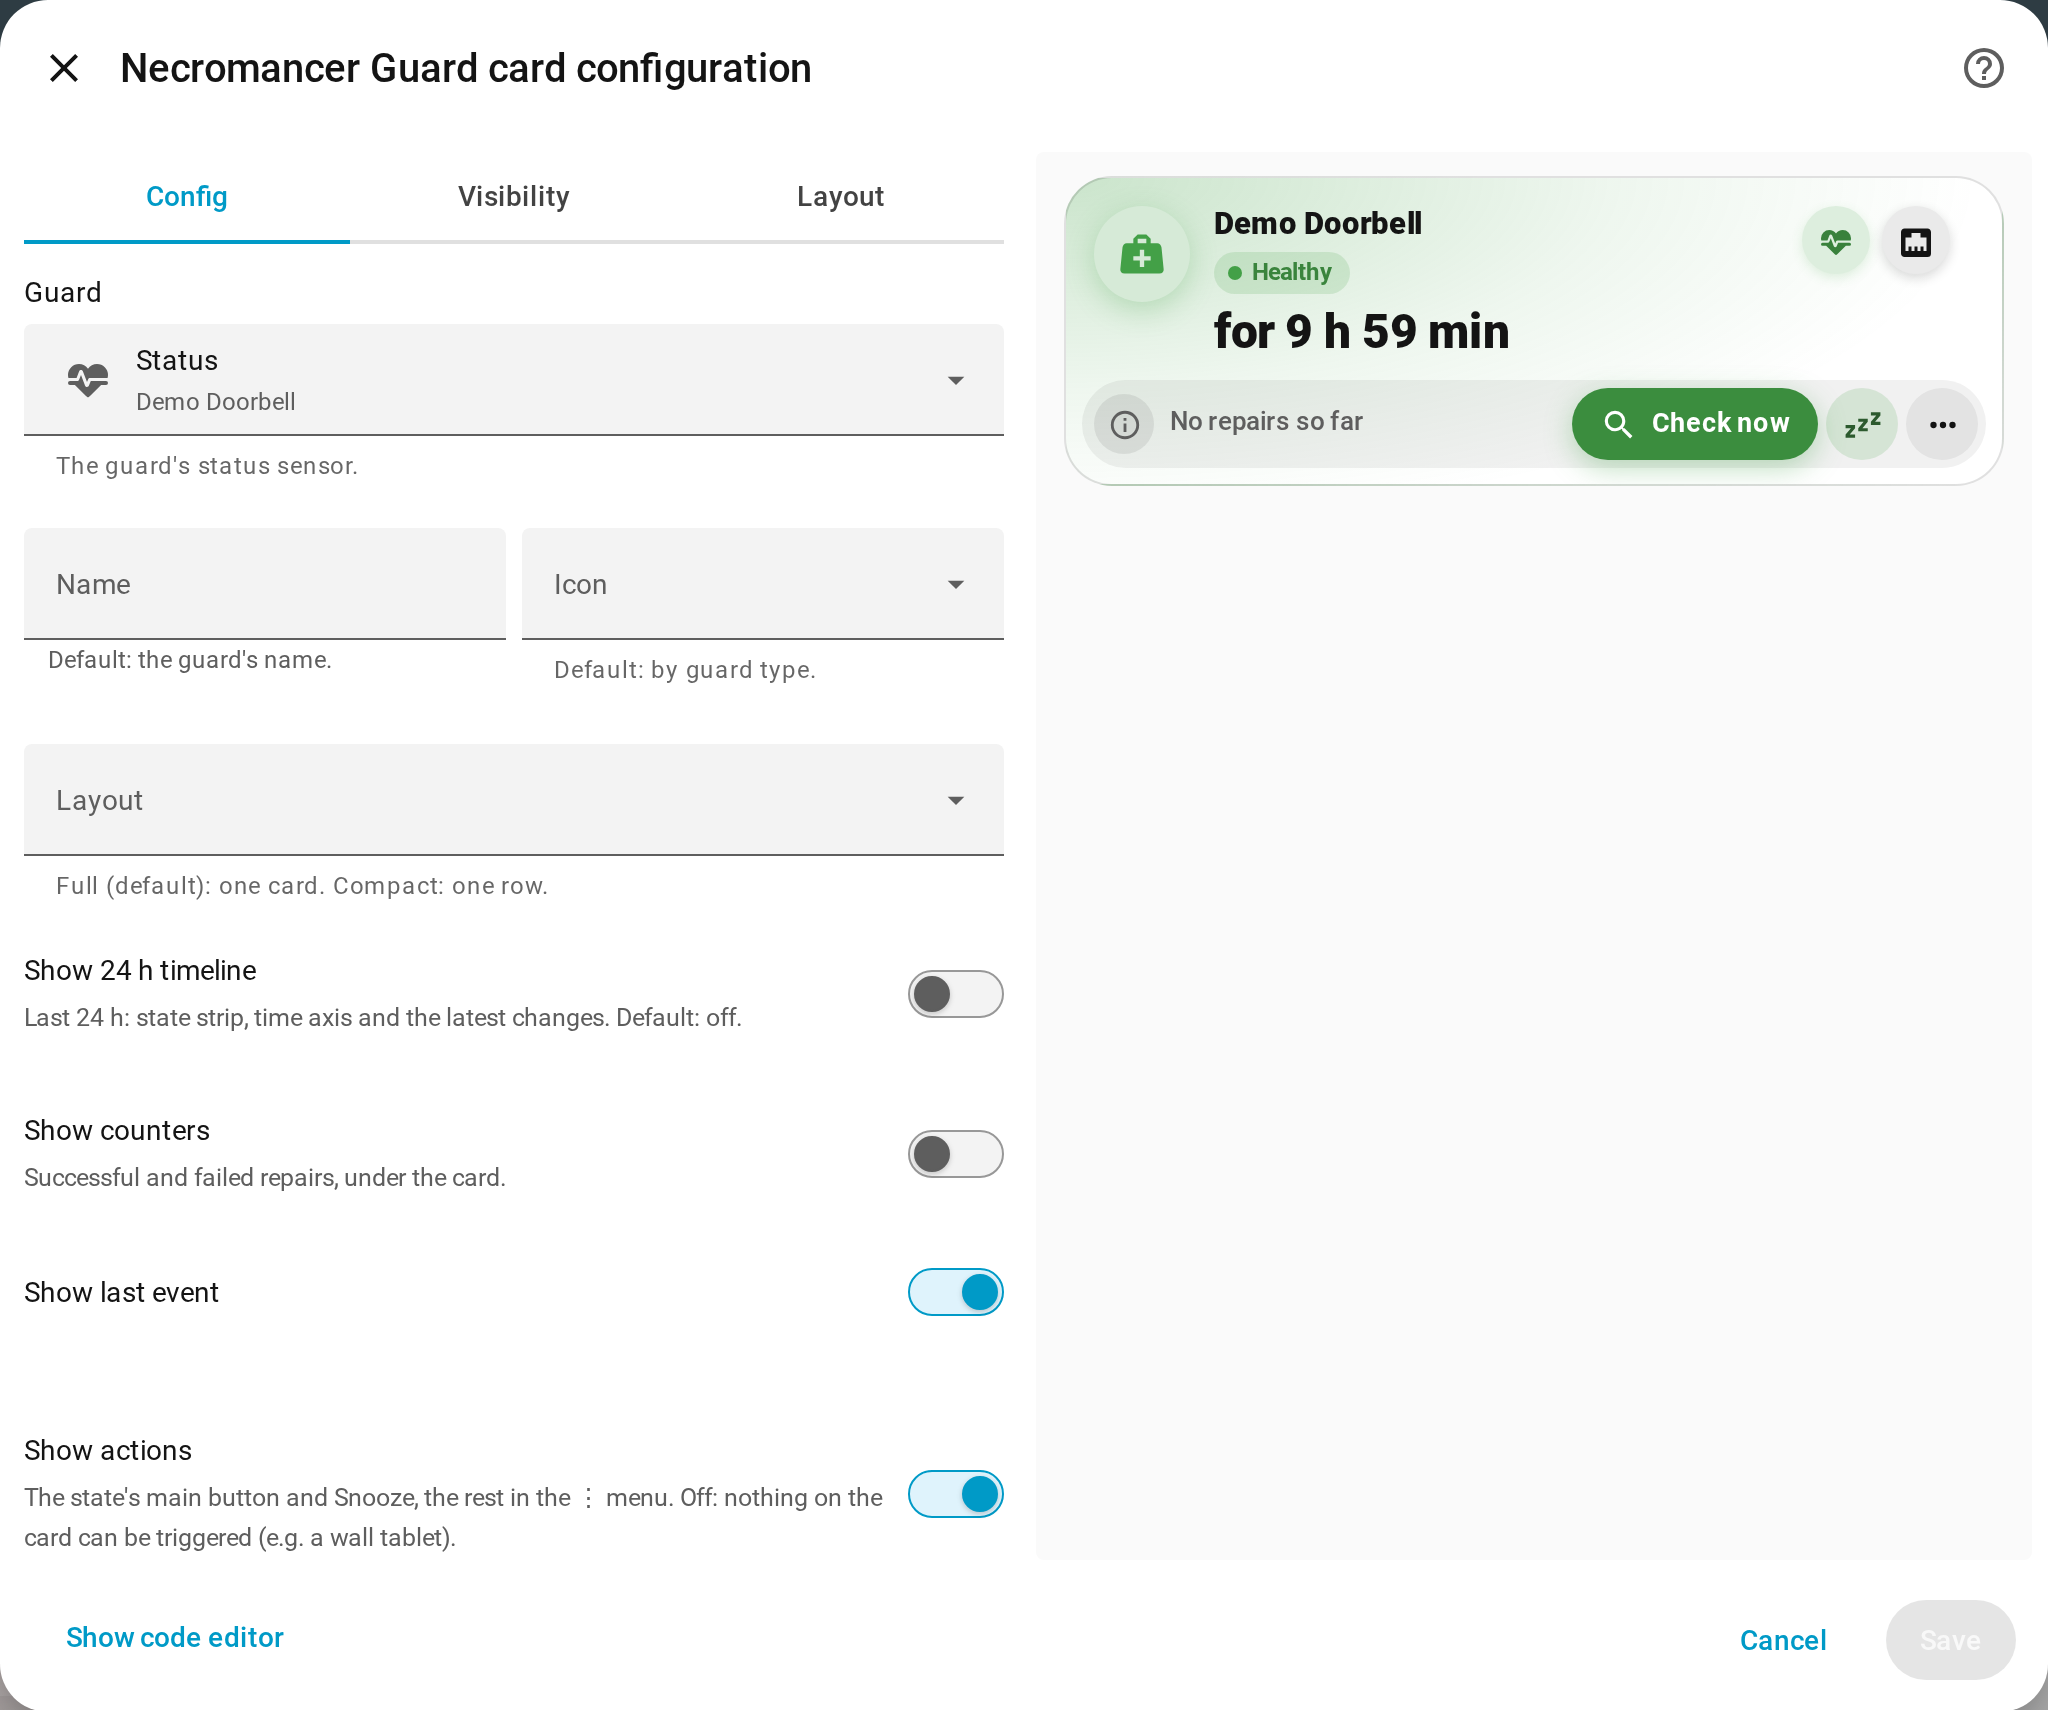 Necromancer Guard card configuration
Config
Visibility
Layout
Guard
Status
Demo Doorbell
The guard's status sensor.
Name
Icon
Default: the guard's name.
Default: by guard type.
Layout
Full (default): one card. Compact: one row.
Show 24 h timeline
Last 24 h: state strip, time axis and the latest changes. Default: off.
Show counters
Successful and failed repairs, under the card.
Show last event
Show actions
The state's main button and Snooze, the rest in the ⋮ menu. Off: nothing on the
card can be triggered (e.g. a wall tablet).
Demo Doorbell
Healthy
for 9 h 59 min
No repairs so far
Check now
zzz
Show code editor
Cancel
Save